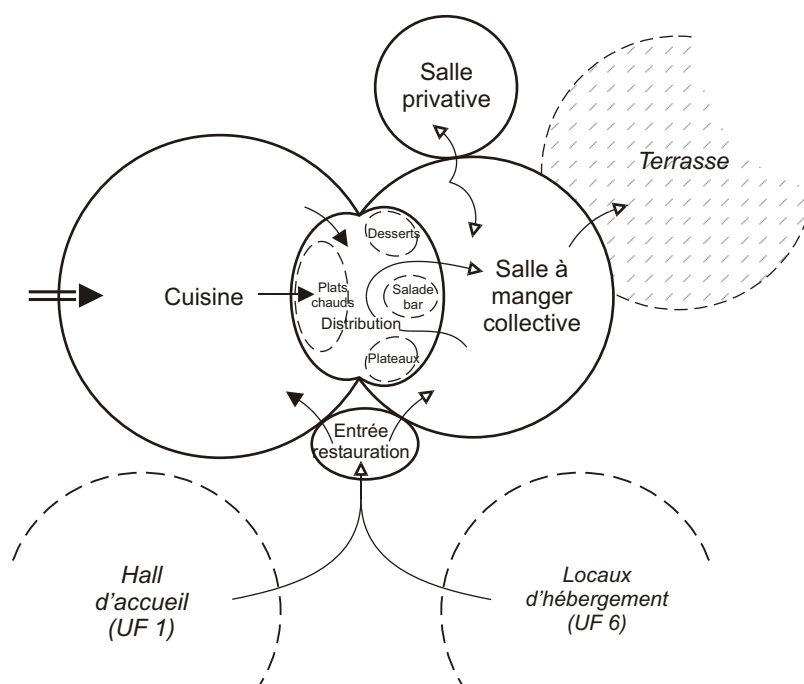 Salle
privative
Terrasse
Desserts
Cuisine
Plats
chauds
Salade
bar
Distribution
Plateaux
Salle à
manger
collective
Entrée
restauration
Hall
d'accueil
(UF 1)
Locaux
d'hébergement
(UF 6)